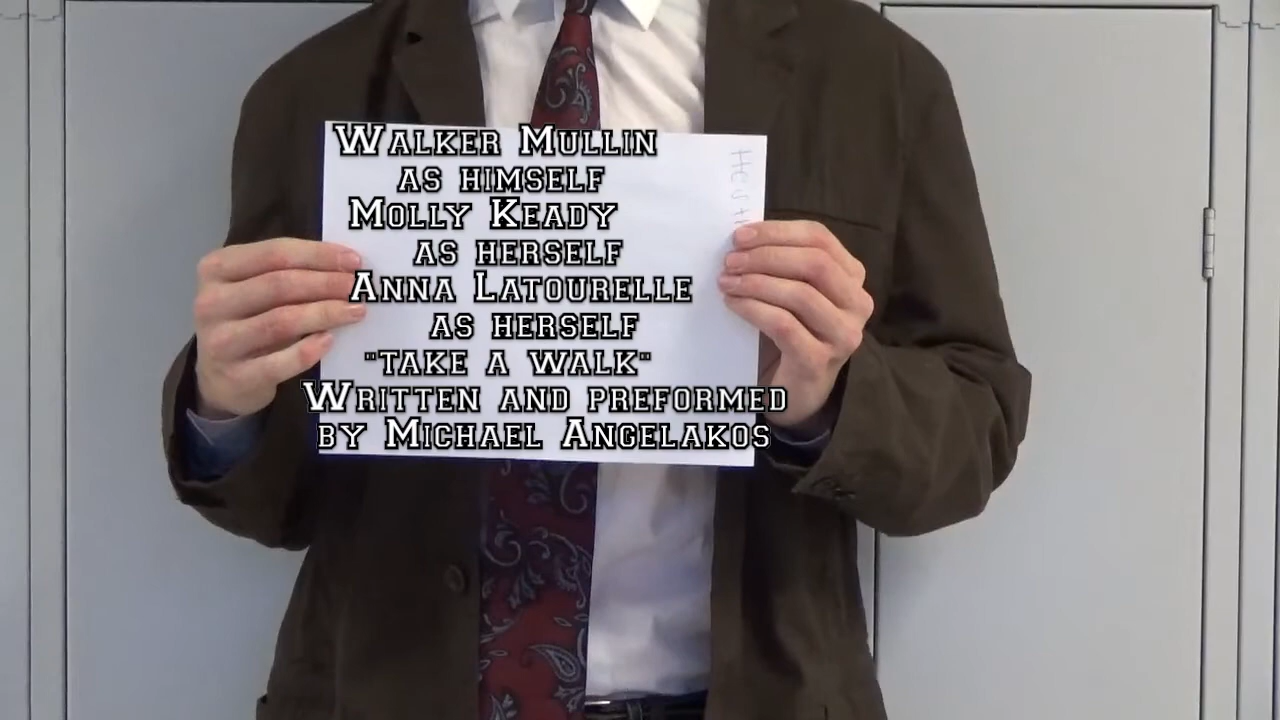 Walker Mullin
as himself
Molly Keady
as herself
Anna Latourelle
as herself
"take a walk"
Written and preformed
by Michael Angelakos